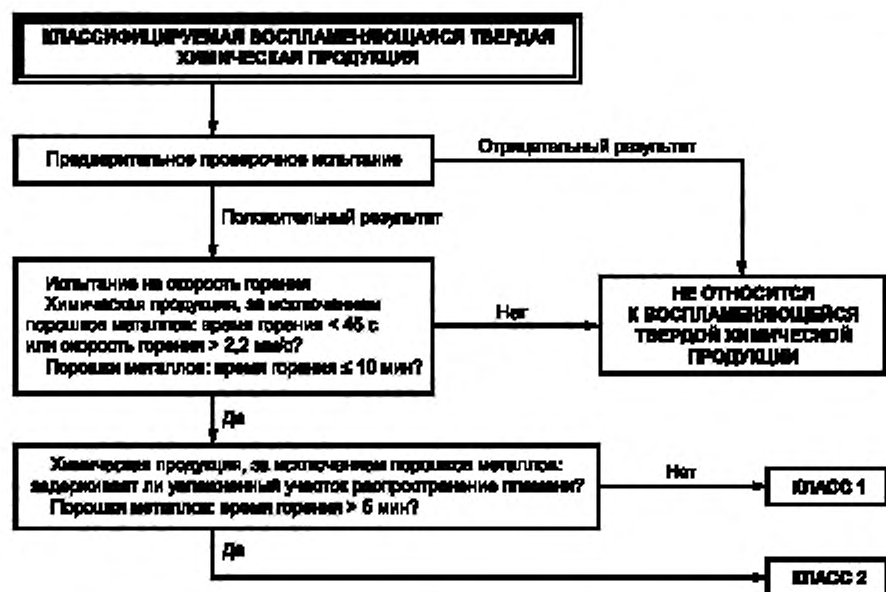 КЛАССИФИЦИРУЕМАЯ ВОСПЛАМЕНЯЮЩАЯСЯ ТВЕРДАЯ
ХИМИЧЕСКАЯ ПРОДУКЦИЯ
Предварительное проверочное испытание
Отрицательный результат
Положительный результат
Испытание на скорость горения
Химическая продукция, за исключением
порошков металлов: время горения < 45 с
или скорость горения > 2,2 мм/с?
Порошки металлов: время горения ≤ 10 мин?
Нет
НЕ ОТНОСИТСЯ
К ВОСПЛАМЕНЯЮЩЕЙСЯ
ТВЕРДОЙ ХИМИЧЕСКОЙ
ПРОДУКЦИИ
Да
Химическая продукция, за исключением порошков металлов:
задерживает ли увлажненный участок распространение пламени?
Порошки металлов: время горения > 5 мин?
Нет
КЛАСС 1
Да
КЛАСС 2